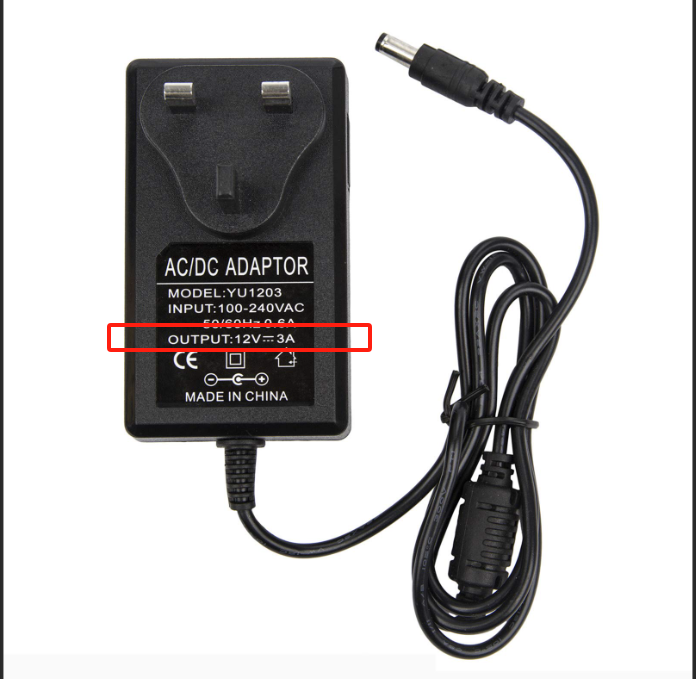 AC/DC ADAPTOR
MODEL:YU1203
INPUT:100-240VAC
50/60Hz 0.6A
OUTPUT:12V⎓3A
CE
MADE IN CHINA